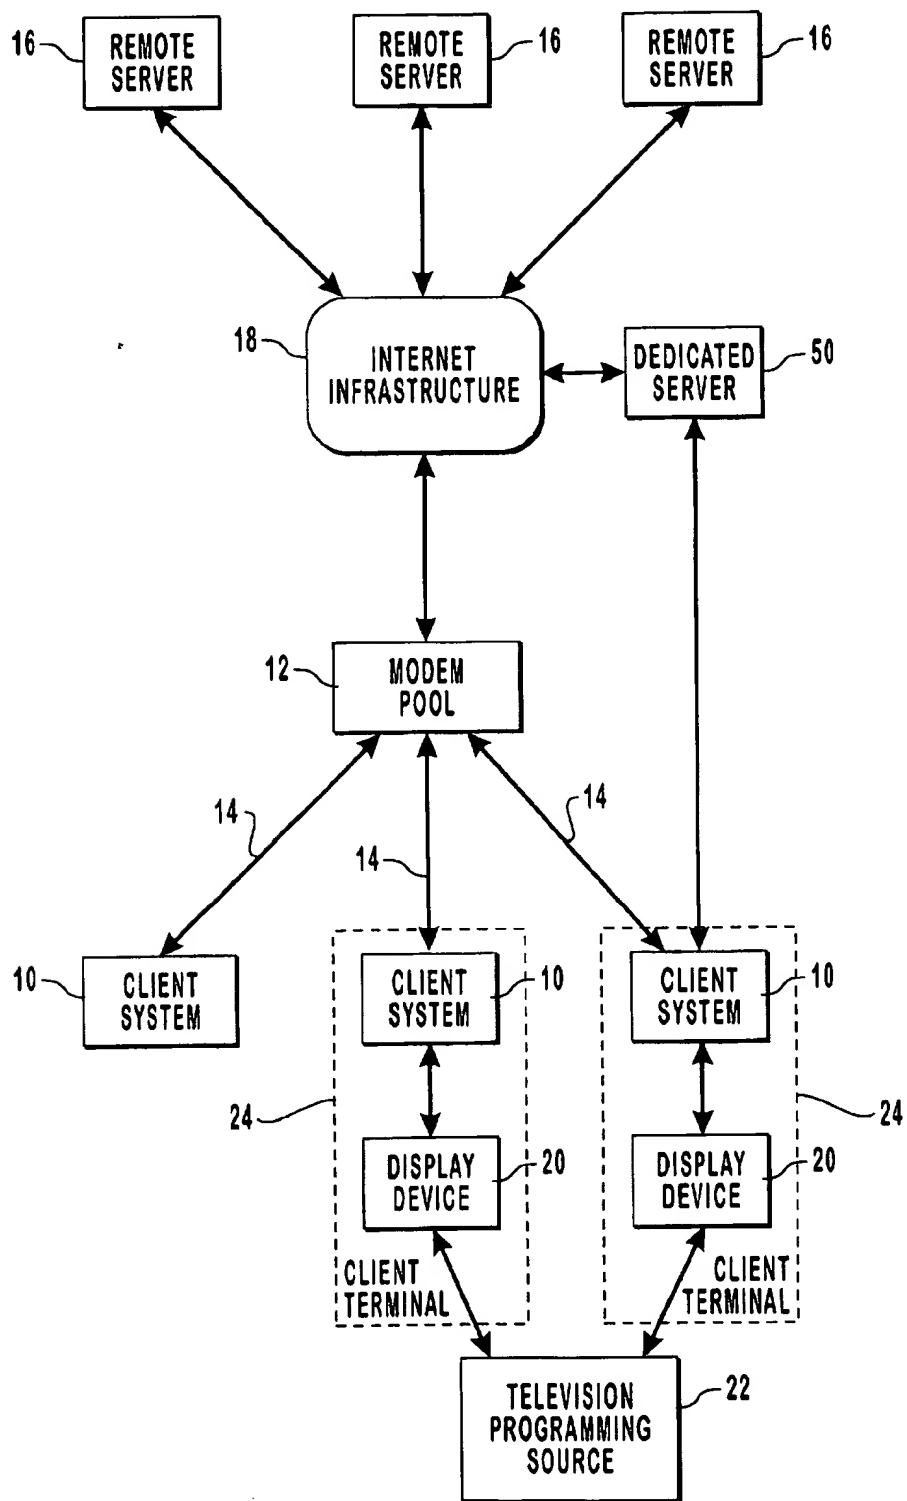 16
REMOTE
SERVER
REMOTE
SERVER
16
REMOTE
SERVER
16
18
INTERNET
INFRASTRUCTURE
DEDICATED
SERVER
50
12
MODEM
POOL
14
14
14
10
CLIENT
SYSTEM
CLIENT
SYSTEM
10
CLIENT
SYSTEM
10
24
24
DISPLAY
DEVICE
20
DISPLAY
DEVICE
20
CLIENT
TERMINAL
CLIENT
TERMINAL
TELEVISION
PROGRAMMING
SOURCE
22